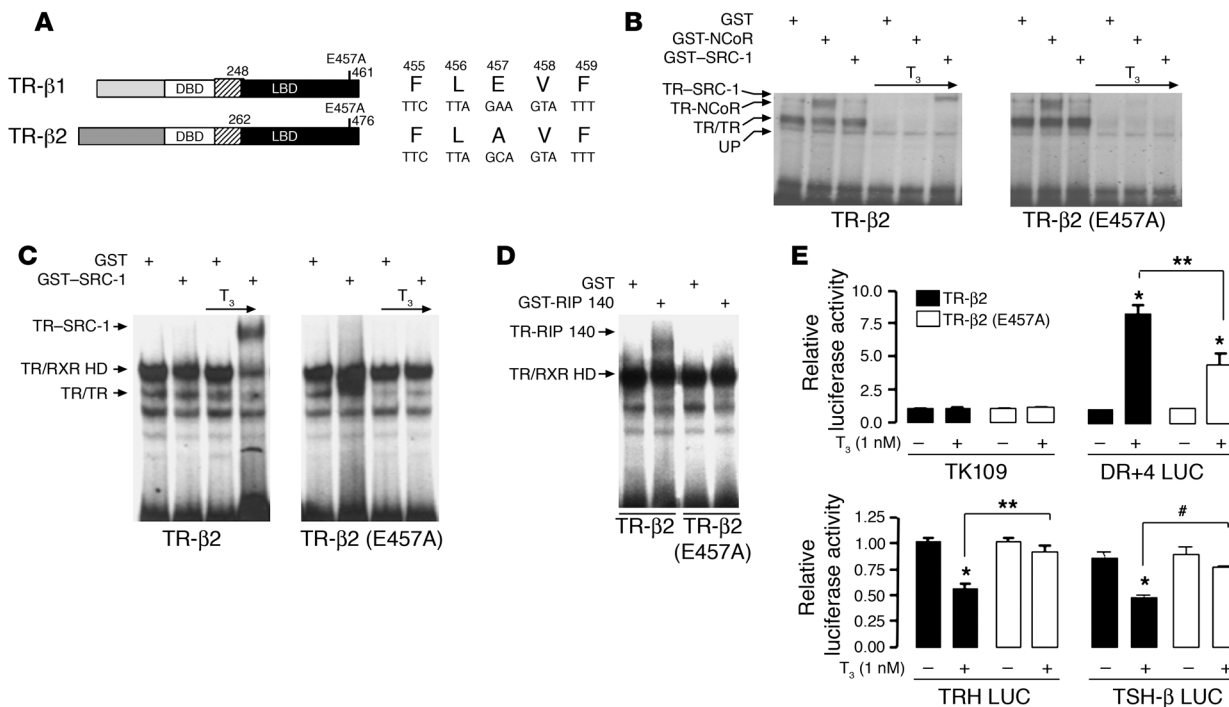 A
E457A
248
461
TR-β1
DBD
LBD
E457A
262
476
TR-β2
DBD
LBD
455 456 457 458 459
F L E V F
TTC TTA GAA GTA TTT
F L A V F
TTC TTA GCA GTA TTT
B
GST + + + +
GST-NCoR + + + +
GST–SRC-1 + + + +
T3 T3
TR–SRC-1
TR-NCoR
TR/TR
UP
TR-β2
TR-β2 (E457A)
C
GST + + + +
GST–SRC-1 + + + +
T3 T3
TR–SRC-1
TR/RXR HD
TR/TR
TR-β2
TR-β2 (E457A)
D
GST + +
GST-RIP 140 + +
TR-RIP 140
TR/RXR HD
TR-β2 TR-β2
(E457A)
E
Relative
luciferase activity
10.0
7.5
5.0
2.5
0.0
TR-β2
TR-β2 (E457A)
**
*
*
T3 (1 nM) – + – + – + – +
TK109
DR+4 LUC
Relative
luciferase activity
1.25
1.00
0.75
0.50
0.25
0.00
**
#
*
*
T3 (1 nM) – + – + – + – +
TRH LUC
TSH-β LUC